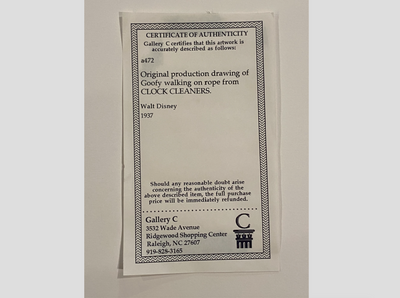 CERTIFICATE OF AUTHENTICITY
Gallery C certifies that this artwork is
accurately described as follows:
a472
Original production drawing of
Goofy walking on rope from
CLOCK CLEANERS.
Walt Disney
1937
Should any reasonable doubt arise
concerning the authenticity of the
above described item, the full purchase
price will be immediately refunded.
Gallery C
3532 Wade Avenue
Ridgewood Shopping Center
Raleigh, NC 27607
919-828-3165
C